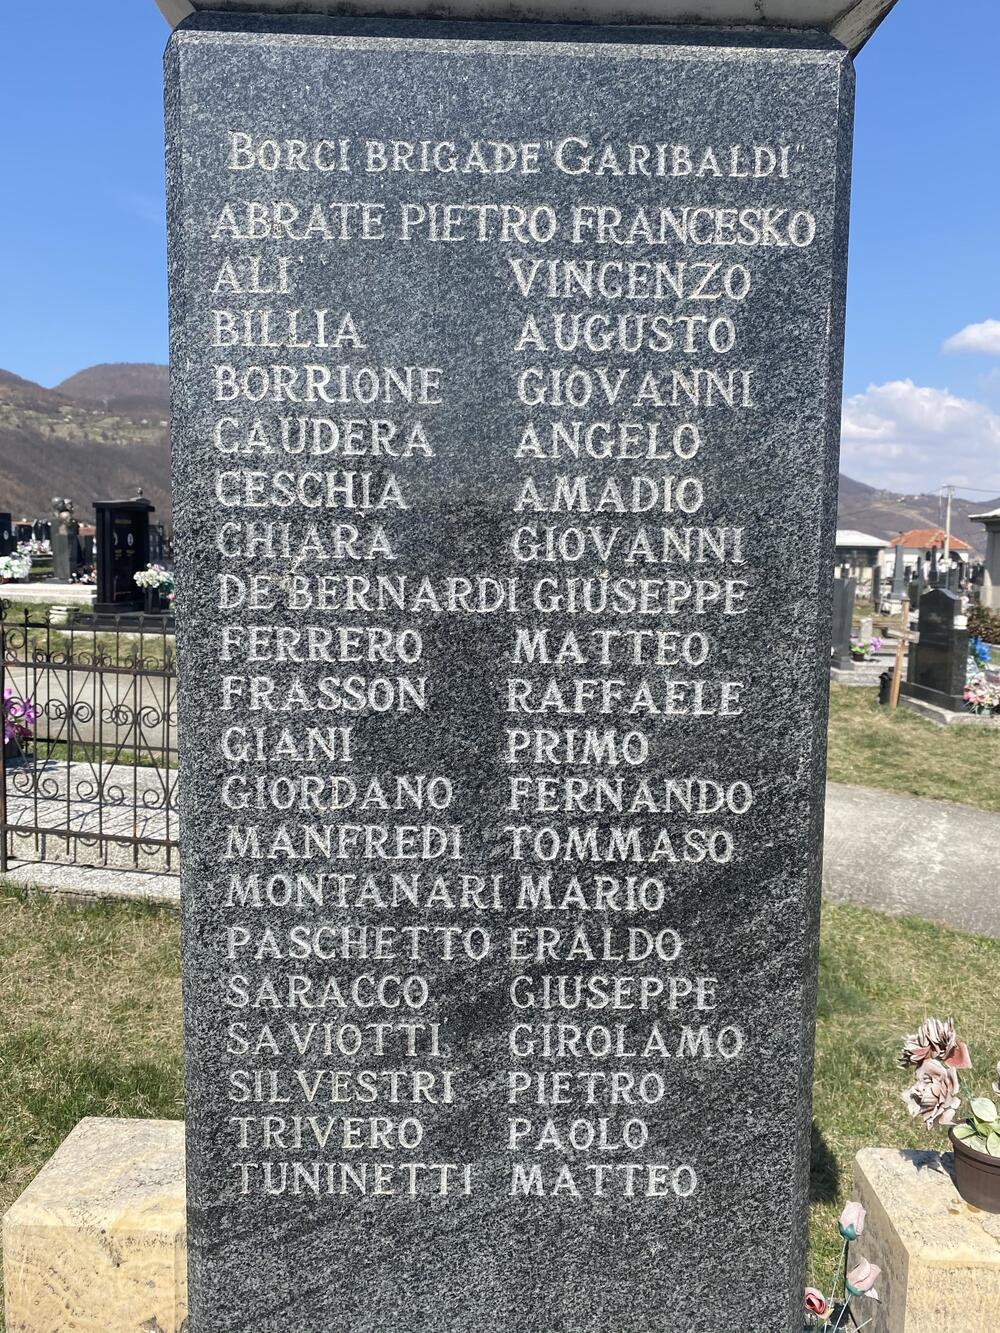 BORCI BRIGADE "GARIBALDI"
ABRATE PIETRO FRANCESKO
ALI' VINCENZO
BILLIA AUGUSTO
BORRIONE GIOVANNI
CAUDERA ANGELO
CESCHIA AMADIO
CHIARA GIOVANNI
DE BERNARDI GIUSEPPE
FERRERO MATTEO
FRASSON RAFFAELE
GIANI PRIMO
GIORDANO FERNANDO
MANFREDI TOMMASO
MONTANARI MARIO
PASCHETTO ERALDO
SARACCO GIUSEPPE
SAVIOTTI GIROLAMO
SILVESTRI PIETRO
TRIVERO PAOLO
TUNINETTI MATTEO